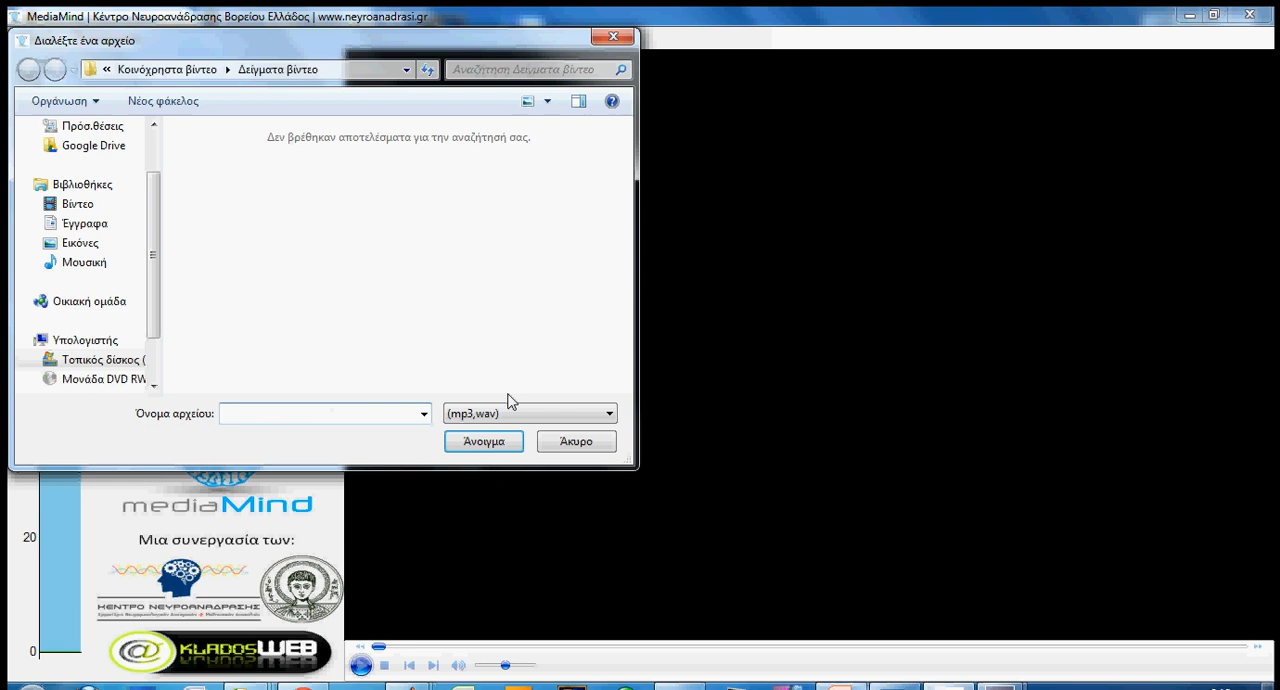 MediaMind | Κέντρο Νευροανάδρασης Βορείου Ελλάδος | www.neyroanadrasi.gr
Διαλέξτε ένα αρχείο
« Κοινόχρηστα βίντεο ▸ Δείγματα βίντεο
Αναζήτηση Δείγματα βίντεο
Οργάνωση
Νέος φάκελος
Πρόσ.θέσεις
Google Drive
Βιβλιοθήκες
Βίντεο
Έγγραφα
Εικόνες
Μουσική
Οικιακή ομάδα
Υπολογιστής
Τοπικός δίσκος (
Μονάδα DVD RW
Δεν βρέθηκαν αποτελέσματα για την αναζήτησή σας.
Όνομα αρχείου:
(mp3,wav)
Άνοιγμα
Άκυρο
mediaMind
20
Μια συνεργασία των:
ΚΕΝΤΡΟ ΝΕΥΡΟΑΝΑΔΡΑΣΗΣ
0
@ KLADOSWEB